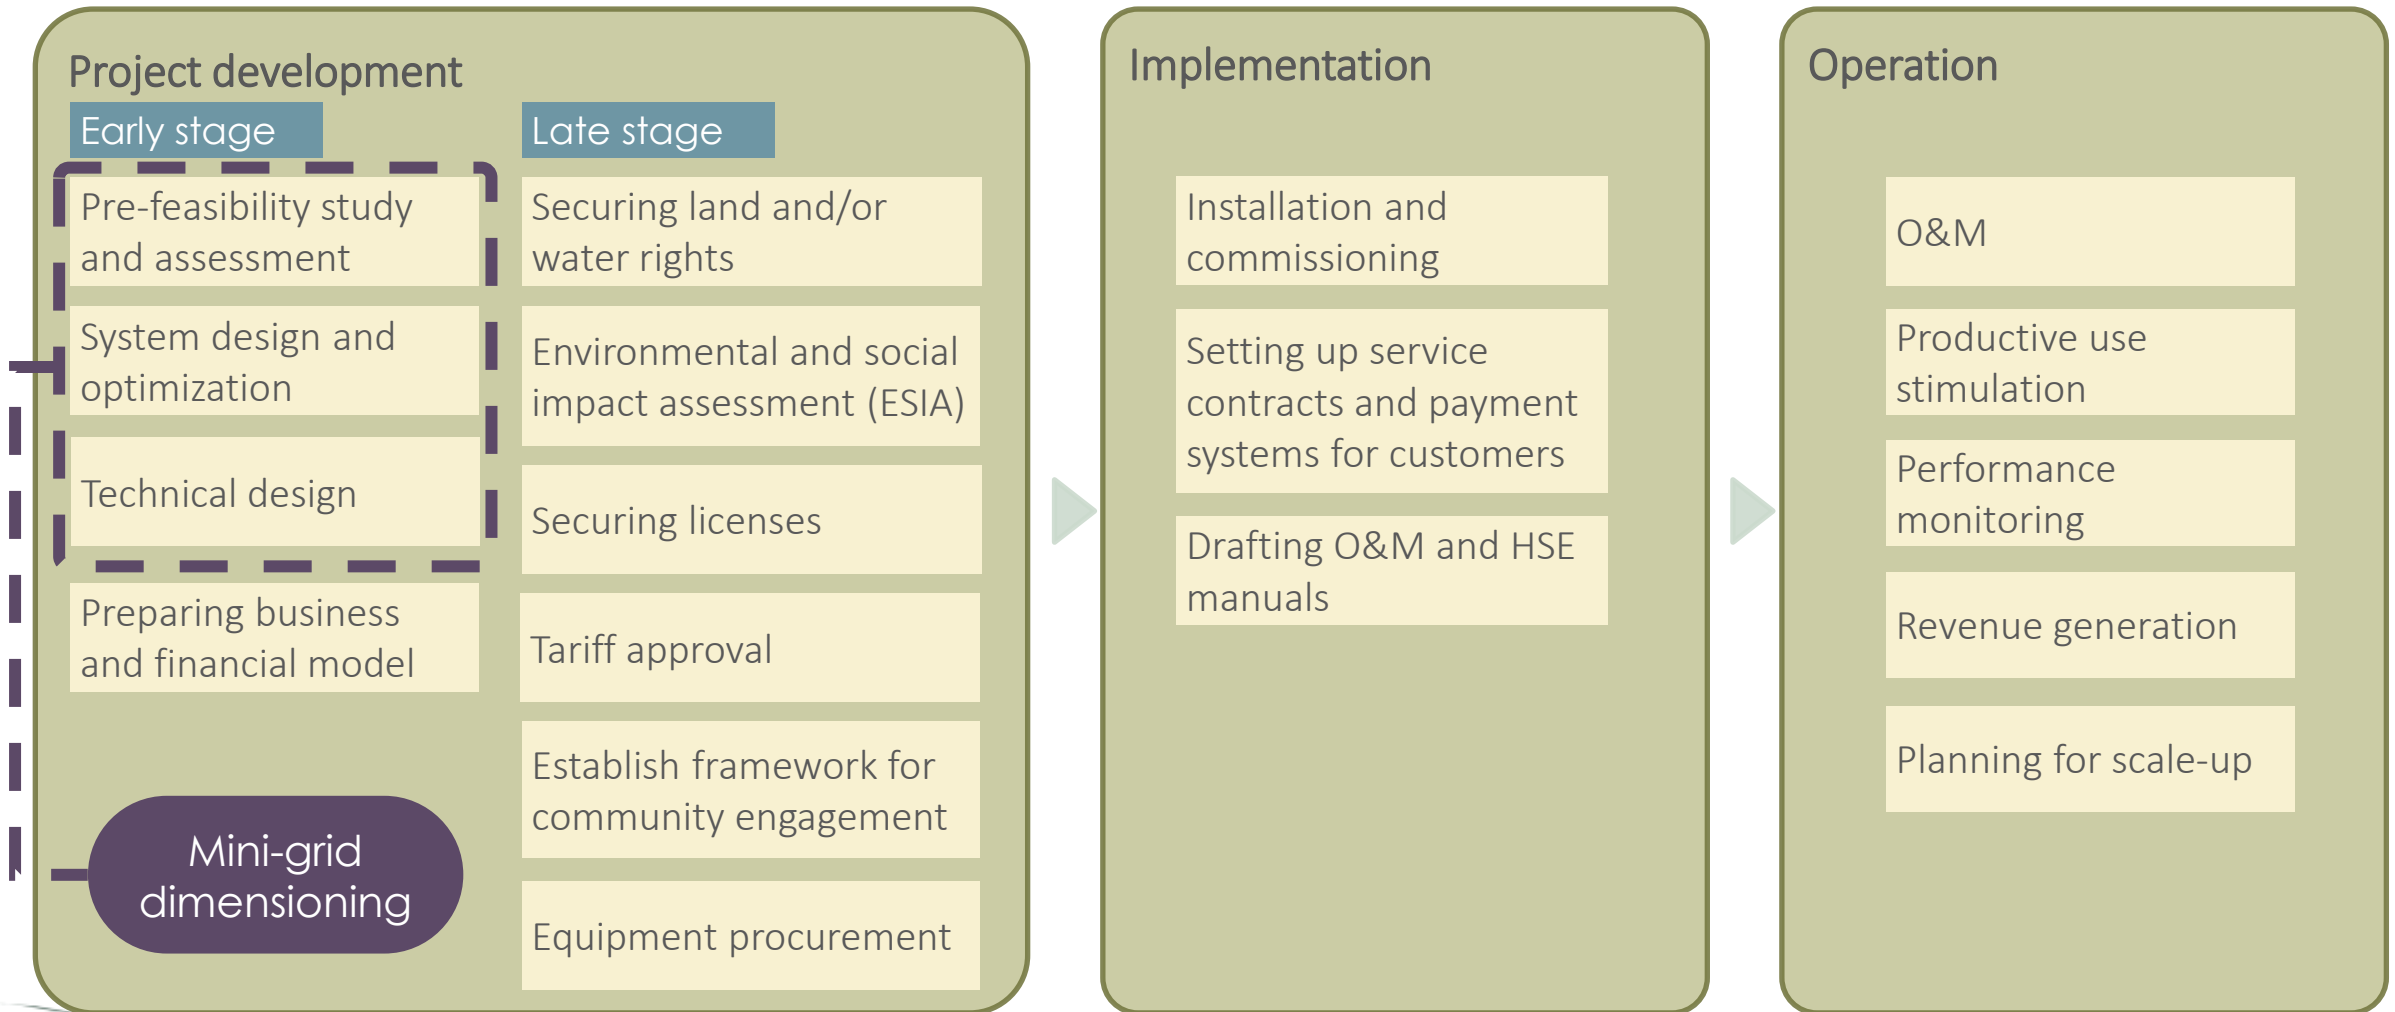 Project development
Early stage
Pre-feasibility study
and assessment
System design and
optimization
Technical design
Preparing business
and financial model
Mini-grid
dimensioning
Late stage
Securing land and/or
water rights
Environmental and social
impact assessment (ESIA)
Securing licenses
Tariff approval
Establish framework for
community engagement
Equipment procurement
Implementation
Installation and
commissioning
Setting up service
contracts and payment
systems for customers
Drafting O&M and HSE
manuals
Operation
O&M
Productive use
stimulation
Performance
monitoring
Revenue generation
Planning for scale-up